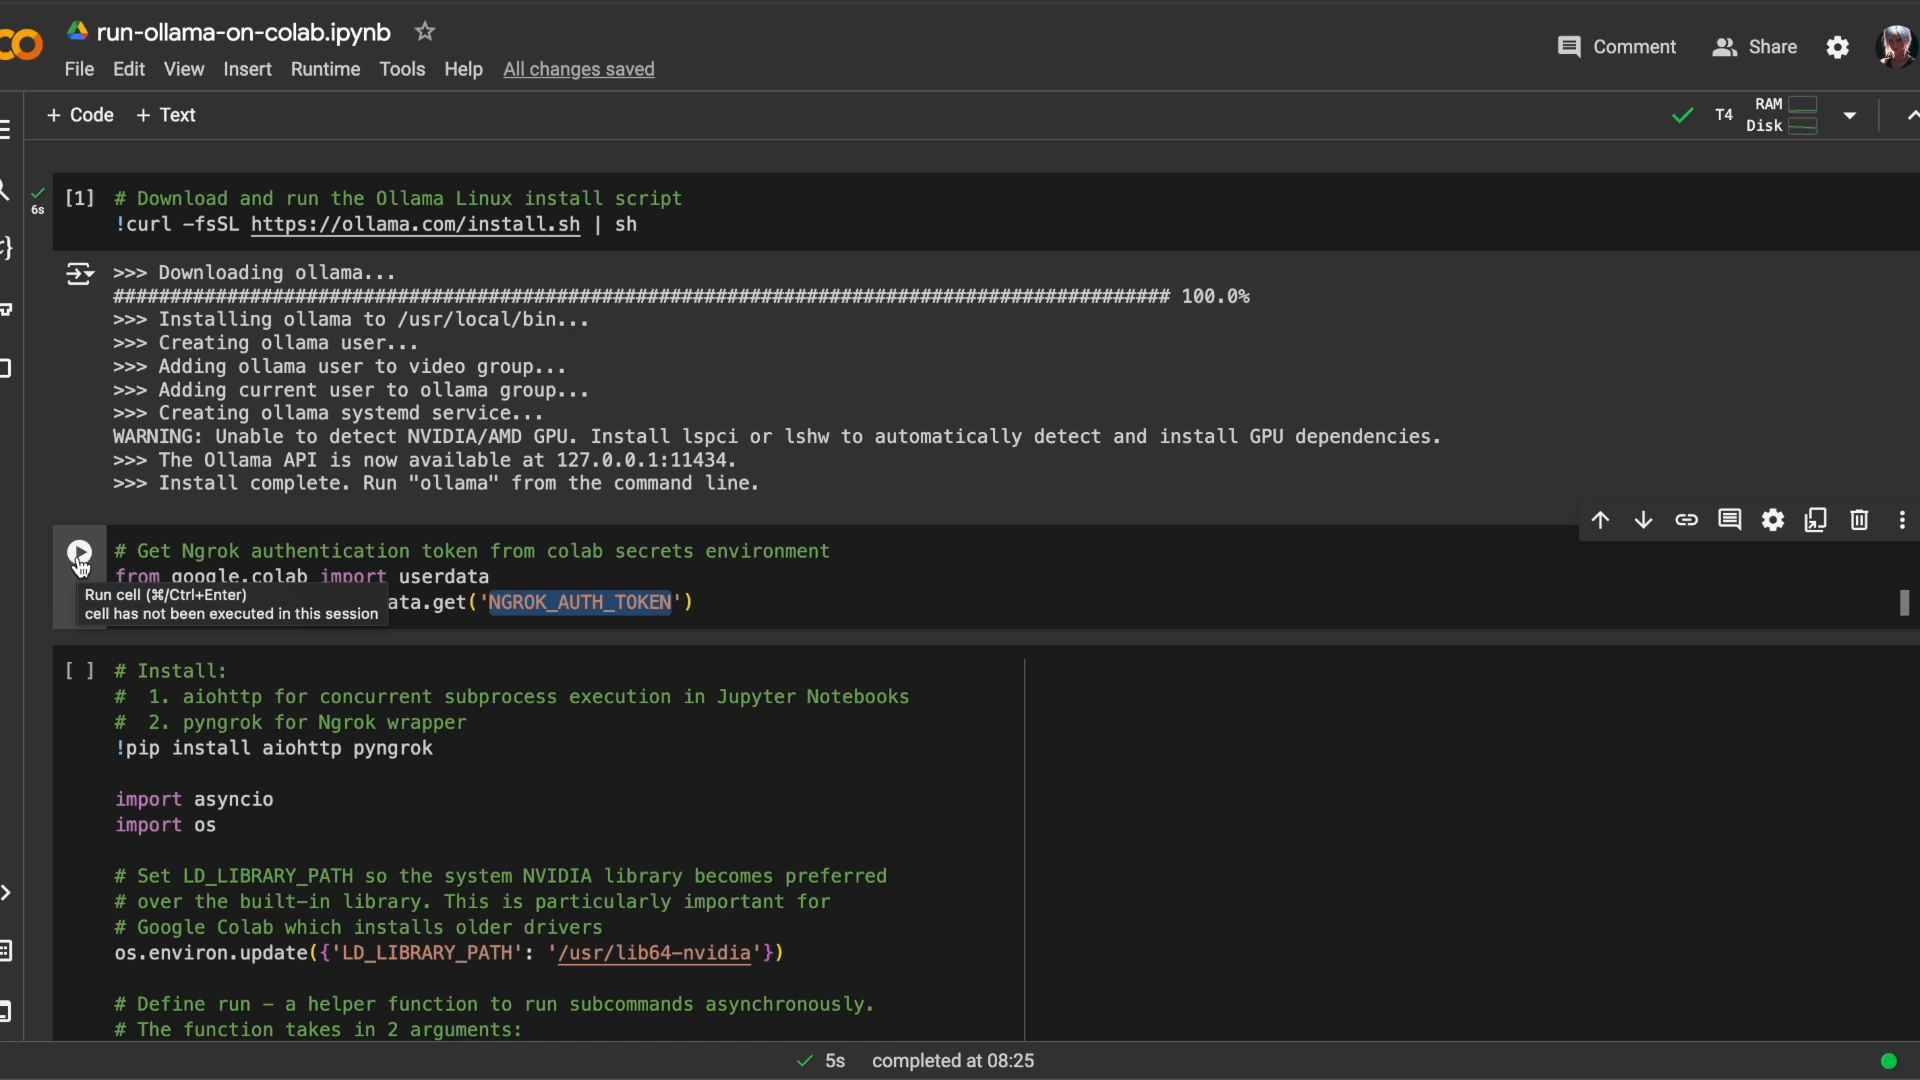 run-ollama-on-colab.ipynb
File Edit View Insert Runtime Tools Help All changes saved
Comment Share
+ Code + Text
T4 RAM Disk
6s
[1] # Download and run the Ollama Linux install script
!curl -fsSL https://ollama.com/install.sh | sh
>>> Downloading ollama...
############################################################################################# 100.0%
>>> Installing ollama to /usr/local/bin...
>>> Creating ollama user...
>>> Adding ollama user to video group...
>>> Adding current user to ollama group...
>>> Creating ollama systemd service...
WARNING: Unable to detect NVIDIA/AMD GPU. Install lspci or lshw to automatically detect and install GPU dependencies.
>>> The Ollama API is now available at 127.0.0.1:11434.
>>> Install complete. Run "ollama" from the command line.
# Get Ngrok authentication token from colab secrets environment
from google.colab import userdata
Run cell (⌘/Ctrl+Enter)
cell has not been executed in this session
ata.get('NGROK_AUTH_TOKEN')
[ ] # Install:
# 1. aiohttp for concurrent subprocess execution in Jupyter Notebooks
# 2. pyngrok for Ngrok wrapper
!pip install aiohttp pyngrok
import asyncio
import os
# Set LD_LIBRARY_PATH so the system NVIDIA library becomes preferred
# over the built-in library. This is particularly important for
# Google Colab which installs older drivers
os.environ.update({'LD_LIBRARY_PATH': '/usr/lib64-nvidia'})
# Define run - a helper function to run subcommands asynchronously.
# The function takes in 2 arguments:
5s completed at 08:25